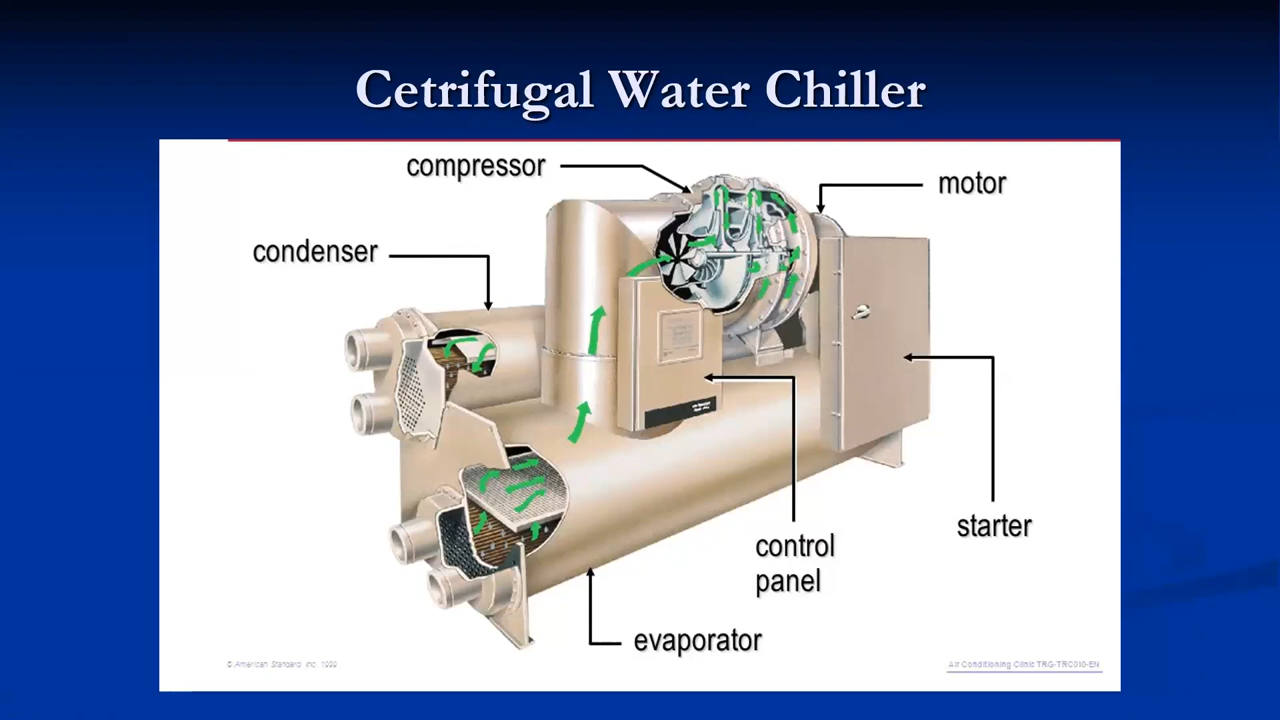 Cetrifugal Water Chiller
compressor
motor
condenser
control
panel
starter
evaporator
© American Standard Inc. 1999
Air Conditioning Clinic TRG-TRC010-EN